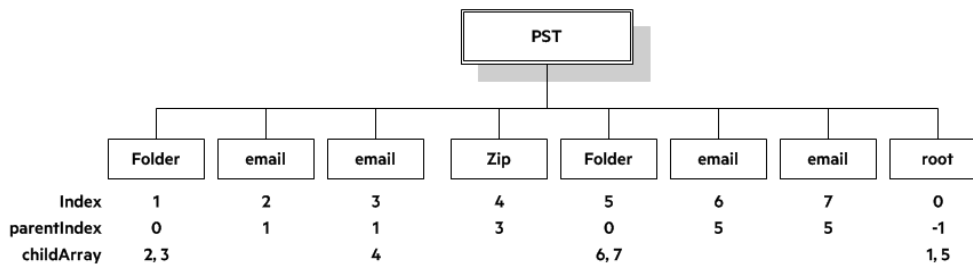 PST
Folder email email Zip Folder email email root
Index 1 2 3 4 5 6 7 0
parentIndex 0 1 1 3 0 5 5 -1
childArray 2, 3 4 6, 7 1, 5